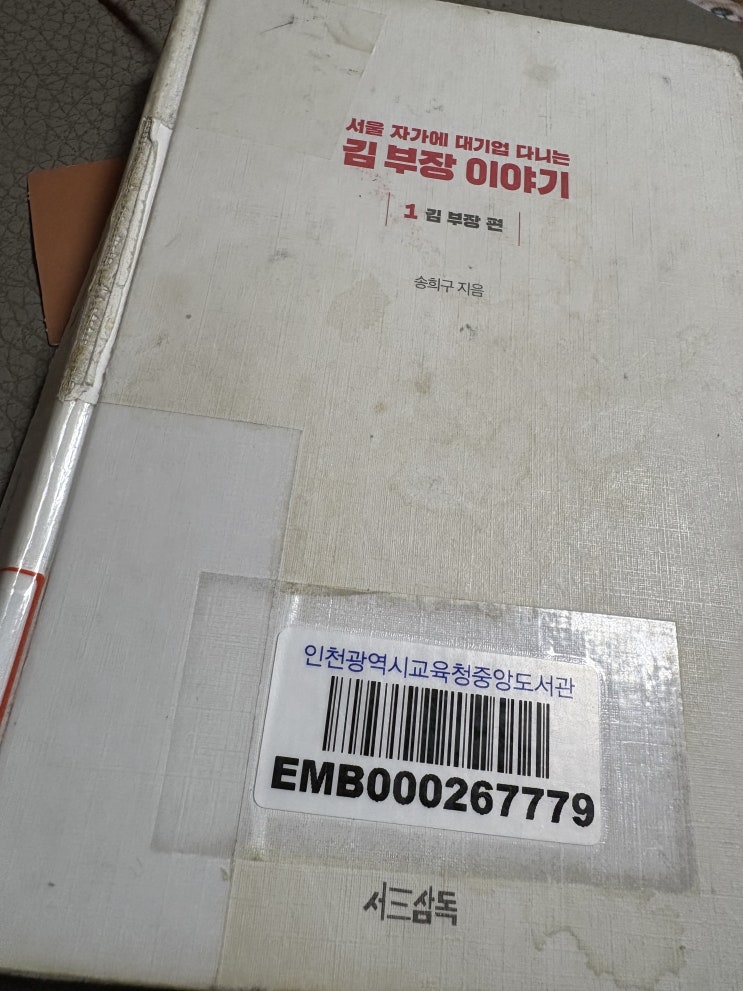 서울 자가에 대기업 다니는
김 부장 이야기
1 김 부장 편
송희구 지음
인천광역시교육청중앙도서관
EMB000267779
서三삼독